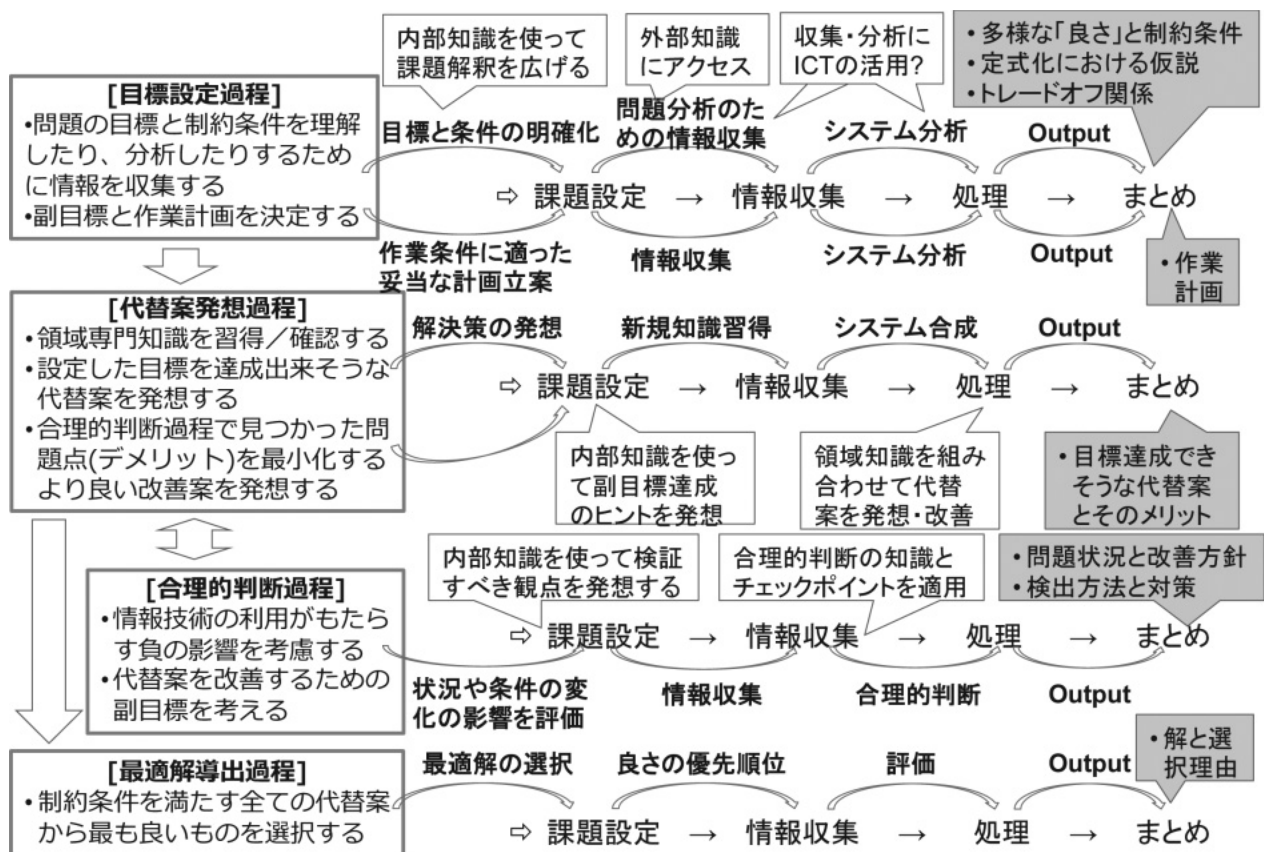 内部知識を使って
課題解釈を広げる
外部知識
にアクセス
収集・分析に
ICTの活用?
• 多様な「良さ」と制約条件
• 定式化における仮説
• トレードオフ関係
[目標設定過程]
•問題の目標と制約条件を理解
したり、分析したりするため
に情報を収集する
•副目標と作業計画を決定する
目標と条件の明確化
問題分析のた
めの情報収集
システム分析
Output
⇨ 課題設定 → 情報収集 → 処理 → まとめ
作業条件に適った
妥当な計画立案
情報収集
システム分析
Output
• 作業
計画
[代替案発想過程]
•領域専門知識を習得/確認する
•設定した目標を達成出来そうな
代替案を発想する
•合理的判断過程で見つかった問
題点(デメリット)を最小化する
より良い改善案を発想する
解決策の発想
新規知識習得
システム合成
Output
⇨ 課題設定 → 情報収集 → 処理 → まとめ
内部知識を使っ
て副目標達成
のヒントを発想
領域知識を組み
合わせて代替
案を発想・改善
• 目標達成でき
そうな代替案
とそのメリット
[合理的判断過程]
•情報技術の利用がもたら
す負の影響を考慮する
•代替案を改善するための
副目標を考える
内部知識を使って検証
すべき観点を発想する
合理的判断の知識と
チェックポイントを適用
• 問題状況と改善方針
• 検出方法と対策
⇨ 課題設定 → 情報収集 → 処理 → まとめ
状況や条件の変
化の影響を評価
情報収集
合理的判断
Output
[最適解導出過程]
•制約条件を満たす全ての代替案
から最も良いものを選択する
最適解の選択
良さの優先順位
評価
Output
• 解と選
択理由
⇨ 課題設定 → 情報収集 → 処理 → まとめ